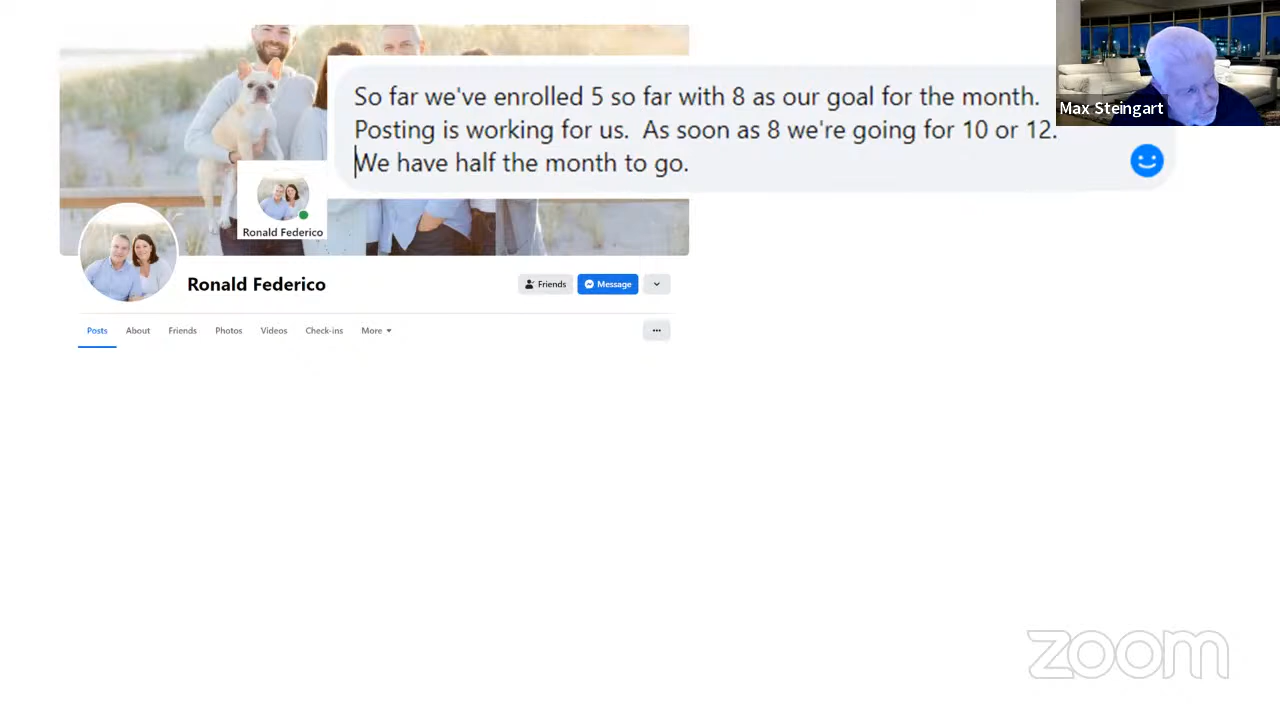 So far we've enrolled 5 so far with 8 as our goal for the month.
Posting is working for us.  As soon as 8 we're going for 10 or 12.
We have half the month to go.
Max Steingart
Ronald Federico
Ronald Federico
Friends
Message
Posts
About
Friends
Photos
Videos
Check-ins
More
zoom